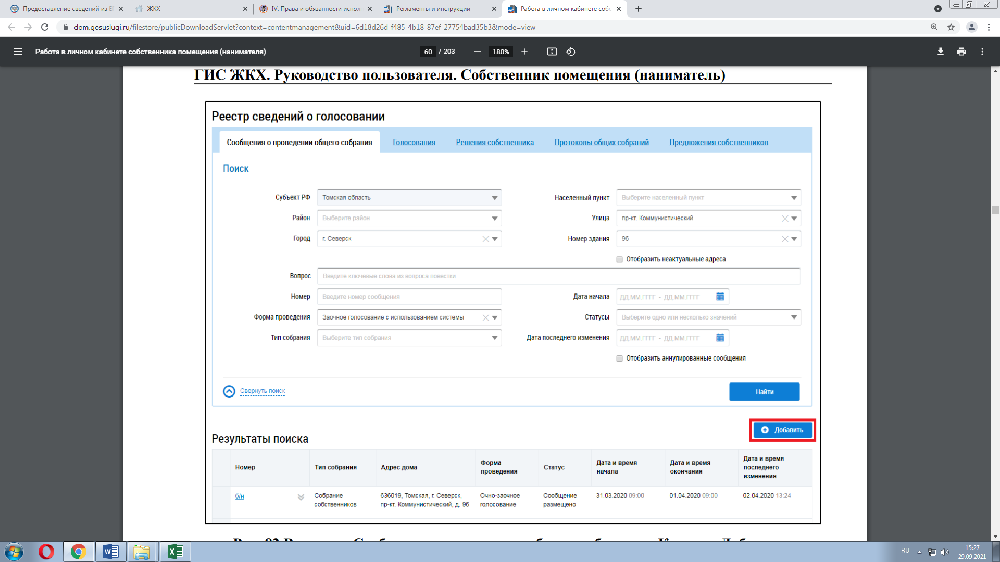 Предоставление сведений из Е
ЖКХ
IV. Права и обязанности исполн
Регламенты и инструкции
Работа в личном кабинете собс
dom.gosuslugi.ru/filestore/publicDownloadServlet?context=contentmanagement&uid=6d18d26d-f485-4b18-87ef-27754bad35b3&mode=view
Работа в личном кабинете собственника помещения (нанимателя)
60 / 203
180%
ГИС ЖКХ. Руководство пользователя. Собственник помещения (наниматель)
Реестр сведений о голосовании
Сообщения о проведении общего собрания Голосования Решения собственника Протоколы общих собраний Предложения собственников
Поиск
Субъект РФ Томская область Населенный пункт Выберите населенный пункт
Район Выберите район Улица пр-кт. Коммунистический
Город г. Северск Номер здания 96
Отобразить неактуальные адреса
Вопрос Введите ключевые слова из вопроса повестки
Номер Введите номер сообщения Дата начала ДД.ММ.ГГГГ - ДД.ММ.ГГГГ
Форма проведения Заочное голосование с использованием системы Статусы Выберите одно или несколько значений
Тип собрания Выберите тип собрания Дата последнего изменения ДД.ММ.ГГГГ - ДД.ММ.ГГГГ
Отобразить аннулированные сообщения
Свернуть поиск Найти
Добавить
Результаты поиска
Номер
Тип собрания
Адрес дома
Форма
проведения
Статус
Дата и время
начала
Дата и время
окончания
Дата и время
последнего
изменения
б/н
Собрание
собственников
636019, Томская, г. Северск,
пр-кт. Коммунистический, д. 96
Очно-заочное
голосование
Сообщение
размещено
31.03.2020 09:00
01.04.2020 09:00
02.04.2020 13:24
RU
15:27
29.09.2021